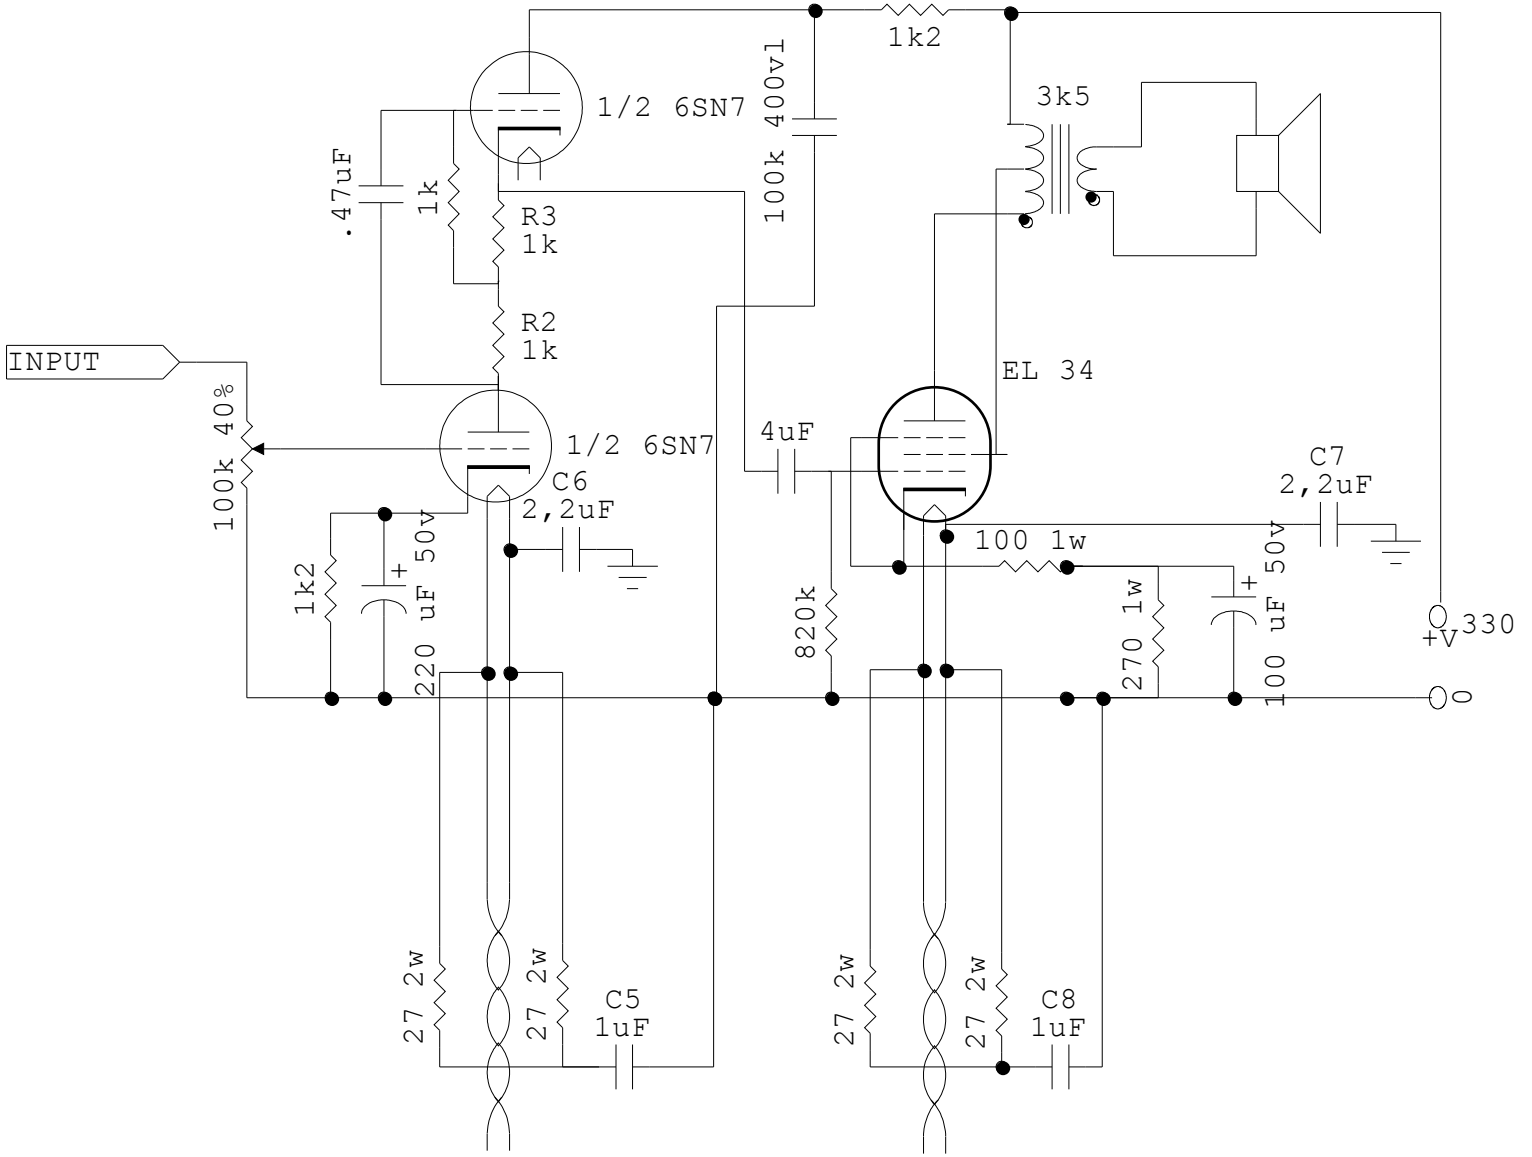 1k2
1/2 6SN7
100k 400vl
3k5
.47uF
1k
R3
1k
R2
1k
INPUT
100k 40%
EL 34
1/2 6SN7
4uF
C6
2,2uF
C7
2,2uF
1k2
+
220 uF 50v
820k
100 1w
270 1w
+
100 uF 50v
+V
330
0
27 2w
27 2w
C5
1uF
27 2w
27 2w
C8
1uF